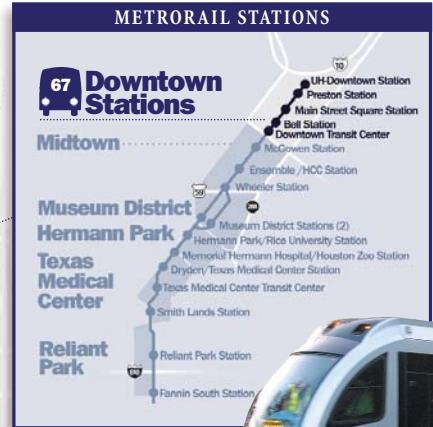 METRORAIL STATIONS
10
67 Downtown
Stations
UH-Downtown Station
Preston Station
Main Street Square Station
Bell Station
Downtown Transit Center
Midtown
McGowen Station
Ensemble /HCC Station
59
Wheeler Station
288
Museum District
Museum District Stations (2)
Hermann Park
Hermann Park/Rice University Station
Memorial Hermann Hospital/Houston Zoo Station
Texas
Medical
Center
Dryden/Texas Medical Center Station
Texas Medical Center Transit Center
Smith Lands Station
Reliant
Park
Reliant Park Station
610
Fannin South Station